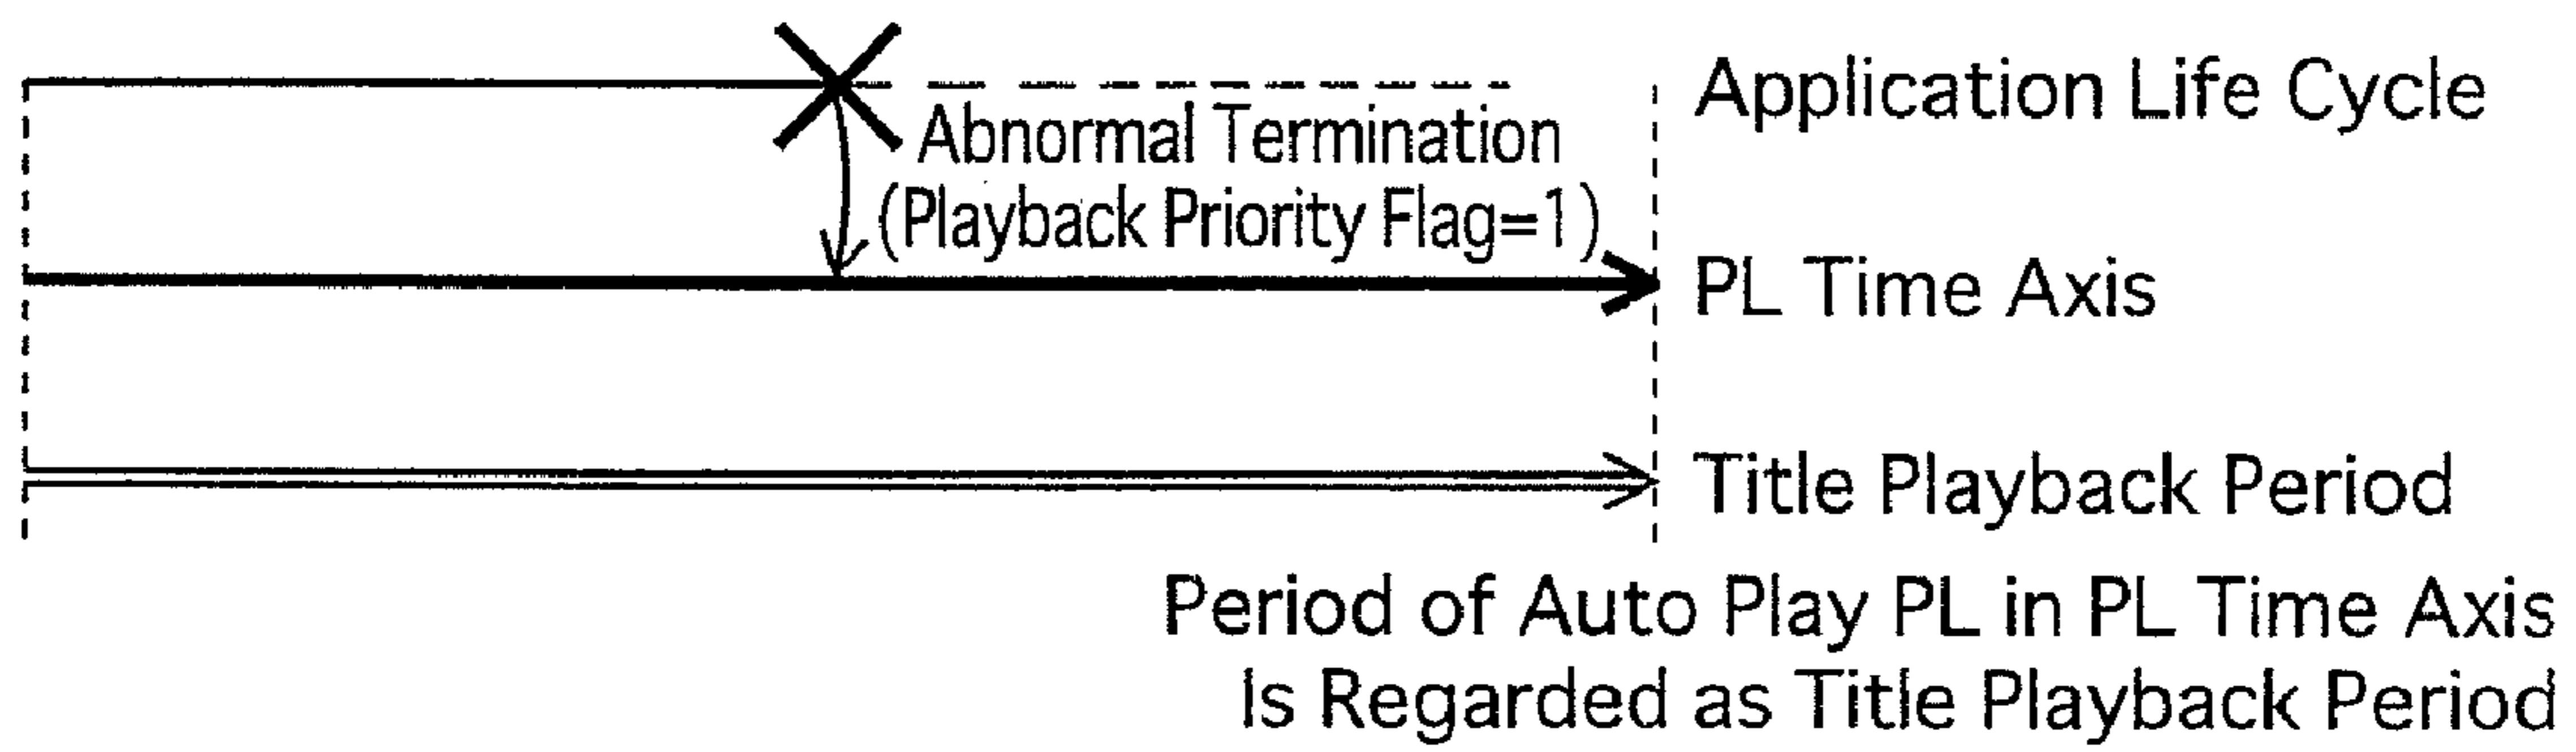 Application Life Cycle
Abnormal Termination
(Playback Priority Flag=1)
PL Time Axis
Title Playback Period
Period of Auto Play PL in PL Time Axis
Is Regarded as Title Playback Period